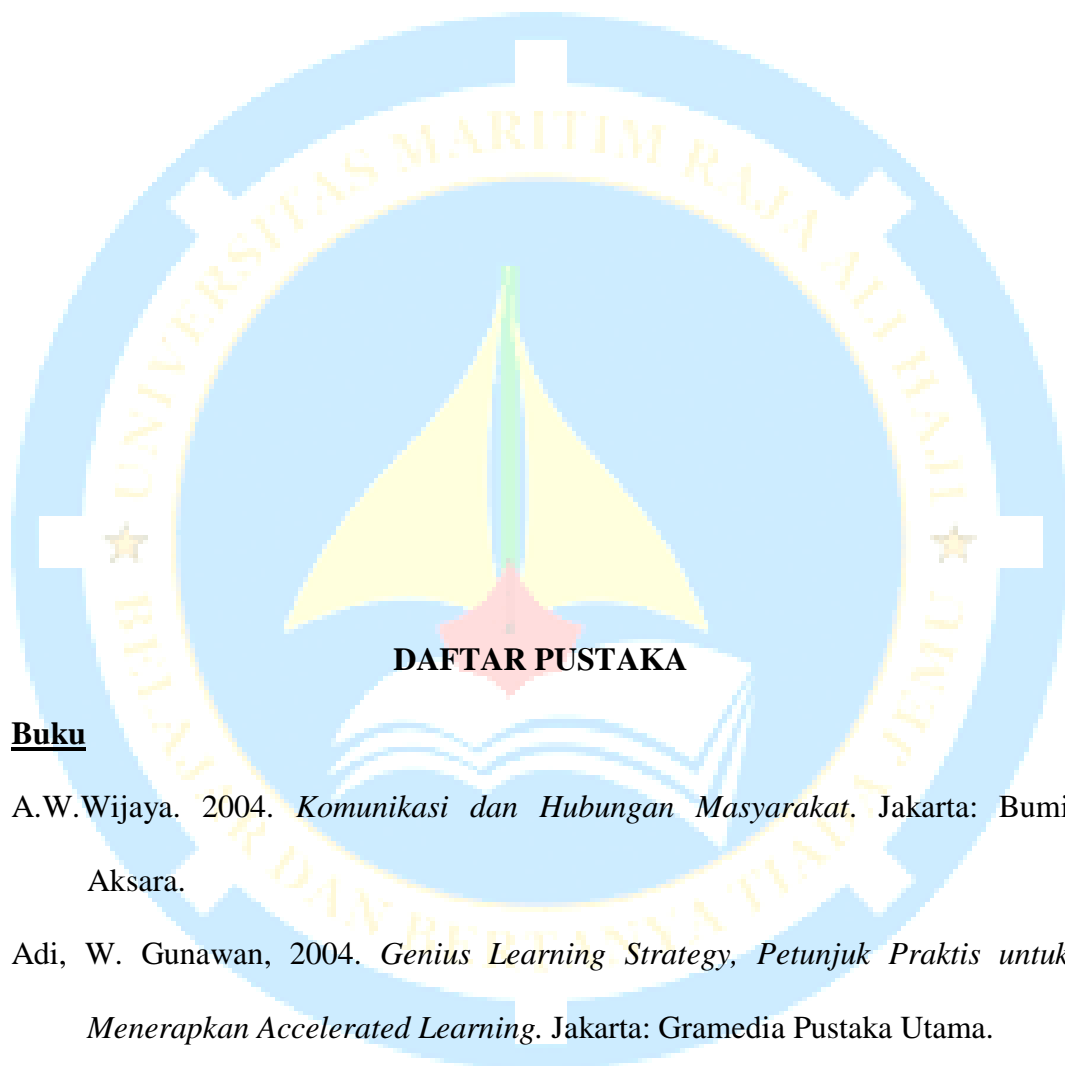 UNIVERSITAS MARITIM RAJA ALI HAJI
DAFTAR PUSTAKA
Buku
A.W.Wijaya. 2004. Komunikasi dan Hubungan Masyarakat. Jakarta: Bumi
Aksara.
Adi, W. Gunawan, 2004. Genius Learning Strategy, Petunjuk Praktis untuk
Menerapkan Accelerated Learning. Jakarta: Gramedia Pustaka Utama.
BELAJAR DAN BERTANYA TIADA JEMU